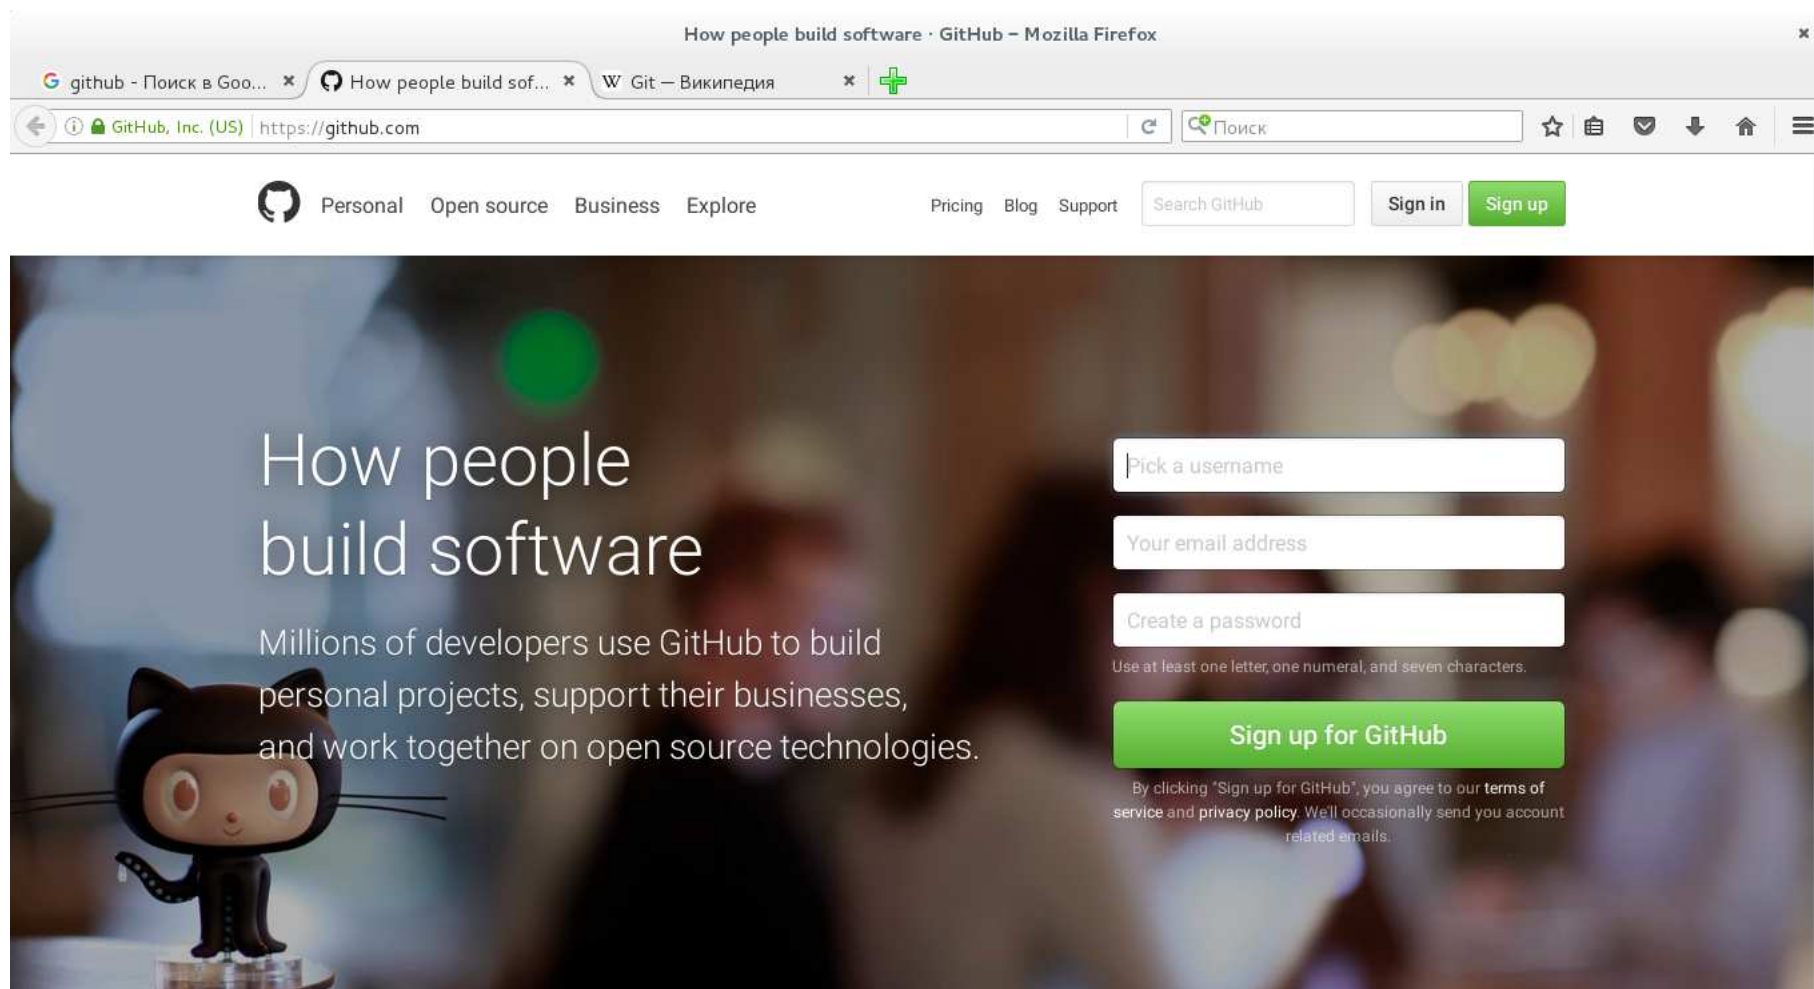 How people build software · GitHub – Mozilla Firefox
github - Поиск в Goo...
How people build sof...
W Git — Википедия
GitHub, Inc. (US) https://github.com
Поиск
Personal Open source Business Explore Pricing Blog Support Search GitHub Sign in Sign up
How people
build software
Millions of developers use GitHub to build
personal projects, support their businesses,
and work together on open source technologies.
Pick a username
Your email address
Create a password
Use at least one letter, one numeral, and seven characters.
Sign up for GitHub
By clicking "Sign up for GitHub", you agree to our terms of
service and privacy policy. We'll occasionally send you account
related emails.